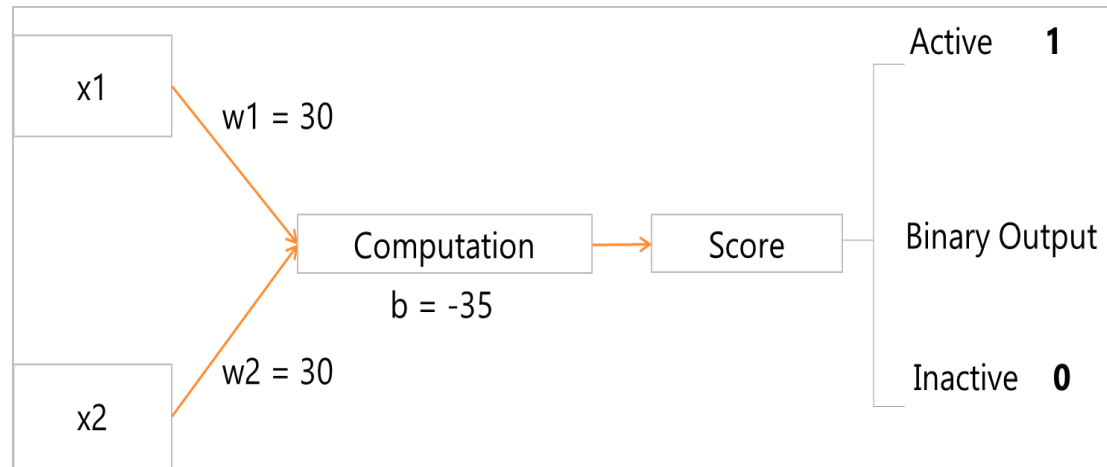 Active 1
x1
w1 = 30
Computation
Score
Binary Output
b = -35
w2 = 30
Inactive 0
x2